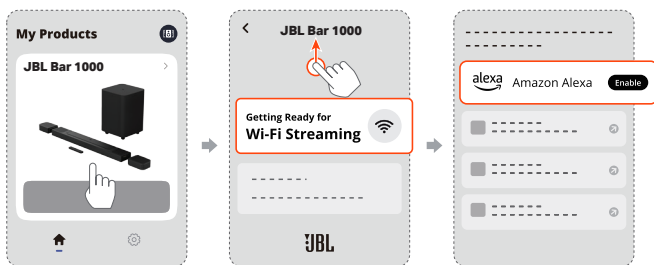 My Products
JBL Bar 1000
JBL Bar 1000
Getting Ready for
Wi-Fi Streaming
JBL
alexa
Amazon Alexa
Enable